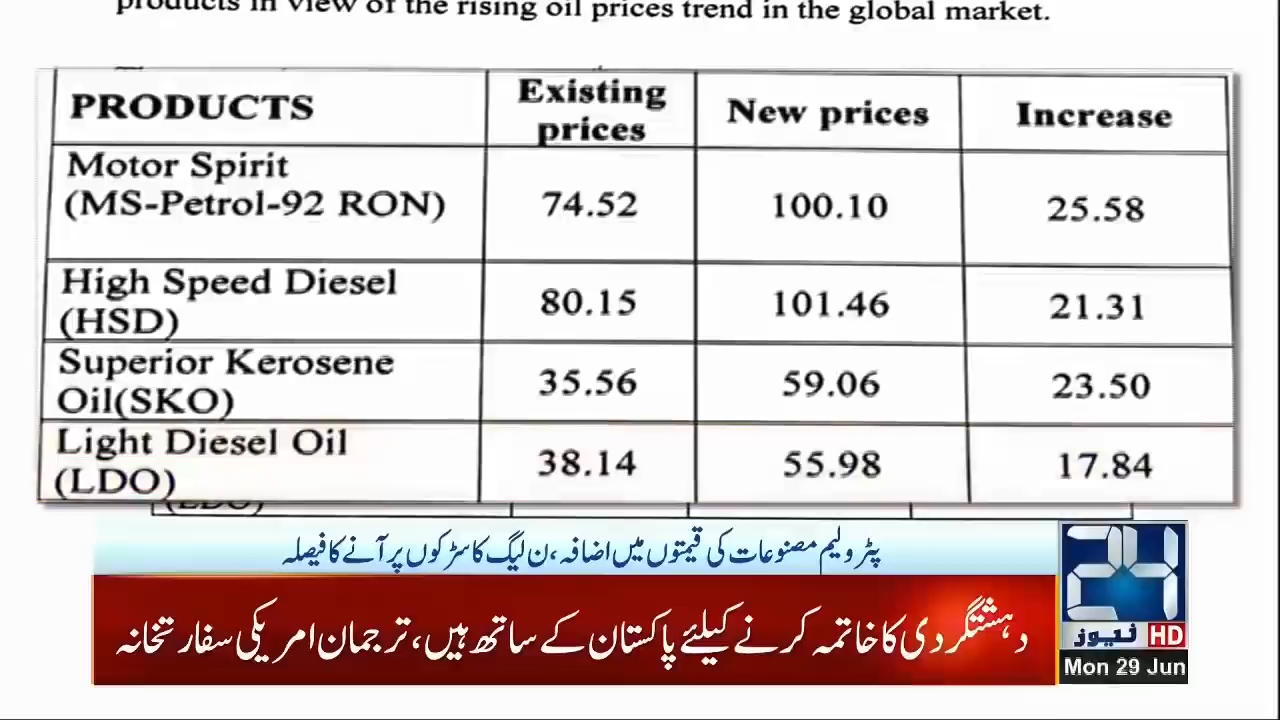 products in view of the rising oil prices trend in the global market.
PRODUCTS Existing prices New prices Increase
Motor Spirit
(MS-Petrol-92 RON) 74.52 100.10 25.58
High Speed Diesel
(HSD) 80.15 101.46 21.31
Superior Kerosene
Oil(SKO) 35.56 59.06 23.50
Light Diesel Oil
(LDO) 38.14 55.98 17.84
(LDO)
پٹرولیم مصنوعات کی قیمتوں میں اضافہ، ن لیگ کا سڑکوں پر آنے کا فیصلہ
دہشتگردی کا خاتمہ کرنے کیلئے پاکستان کے ساتھ ہیں، ترجمان امریکی سفارتخانہ
24
نیوز HD
Mon 29 Jun